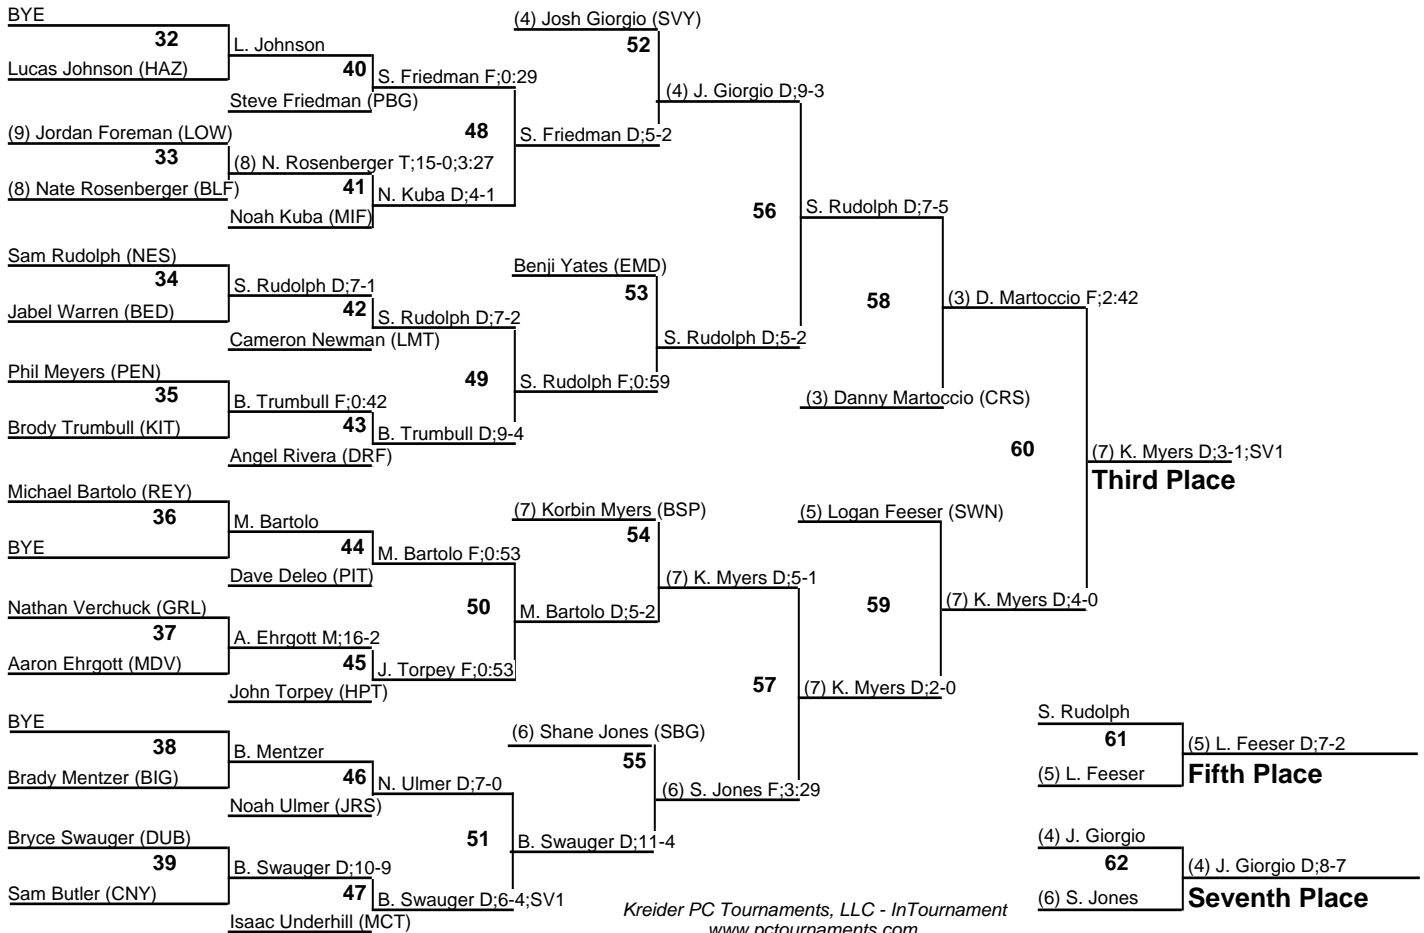 BYE
32
Lucas Johnson (HAZ)
L. Johnson
40
Steve Friedman (PBG)
S. Friedman F;0:29
(9) Jordan Foreman (LOW)
33
(8) Nate Rosenberger (BLF)
(8) N. Rosenberger T;15-0;3:27
41
Noah Kuba (MIF)
N. Kuba D;4-1
48
S. Friedman D;5-2
(4) Josh Giorgio (SVY)
52
(4) J. Giorgio D;9-3
Sam Rudolph (NES)
34
Jabel Warren (BED)
S. Rudolph D;7-1
42
Cameron Newman (LMT)
S. Rudolph D;7-2
Phil Meyers (PEN)
35
Brody Trumbull (KIT)
B. Trumbull F;0:42
43
Angel Rivera (DRF)
B. Trumbull D;9-4
49
S. Rudolph F;0:59
Benji Yates (EMD)
53
S. Rudolph D;5-2
56
S. Rudolph D;7-5
58
(3) Danny Martoccio (CRS)
(3) D. Martoccio F;2:42
Michael Bartolo (REY)
36
BYE
M. Bartolo
44
Dave Deleo (PIT)
M. Bartolo F;0:53
Nathan Verchuck (GRL)
37
Aaron Ehrgott (MDV)
A. Ehrgott M;16-2
45
John Torpey (HPT)
J. Torpey F;0:53
50
M. Bartolo D;5-2
(7) Korbin Myers (BSP)
54
(7) K. Myers D;5-1
BYE
38
Brady Mentzer (BIG)
B. Mentzer
46
Noah Ulmer (JRS)
N. Ulmer D;7-0
Bryce Swauger (DUB)
39
Sam Butler (CNY)
B. Swauger D;10-9
47
Isaac Underhill (MCT)
B. Swauger D;6-4;SV1
51
B. Swauger D;11-4
(6) Shane Jones (SBG)
55
(6) S. Jones F;3:29
57
(7) K. Myers D;2-0
(5) Logan Feeser (SWN)
59
(7) K. Myers D;4-0
60
(7) K. Myers D;3-1;SV1
Third Place
S. Rudolph
61
(5) L. Feeser
(5) L. Feeser D;7-2
Fifth Place
(4) J. Giorgio
62
(6) S. Jones
(4) J. Giorgio D;8-7
Seventh Place
Kreider PC Tournaments, LLC - InTournament
www.pctournaments.com